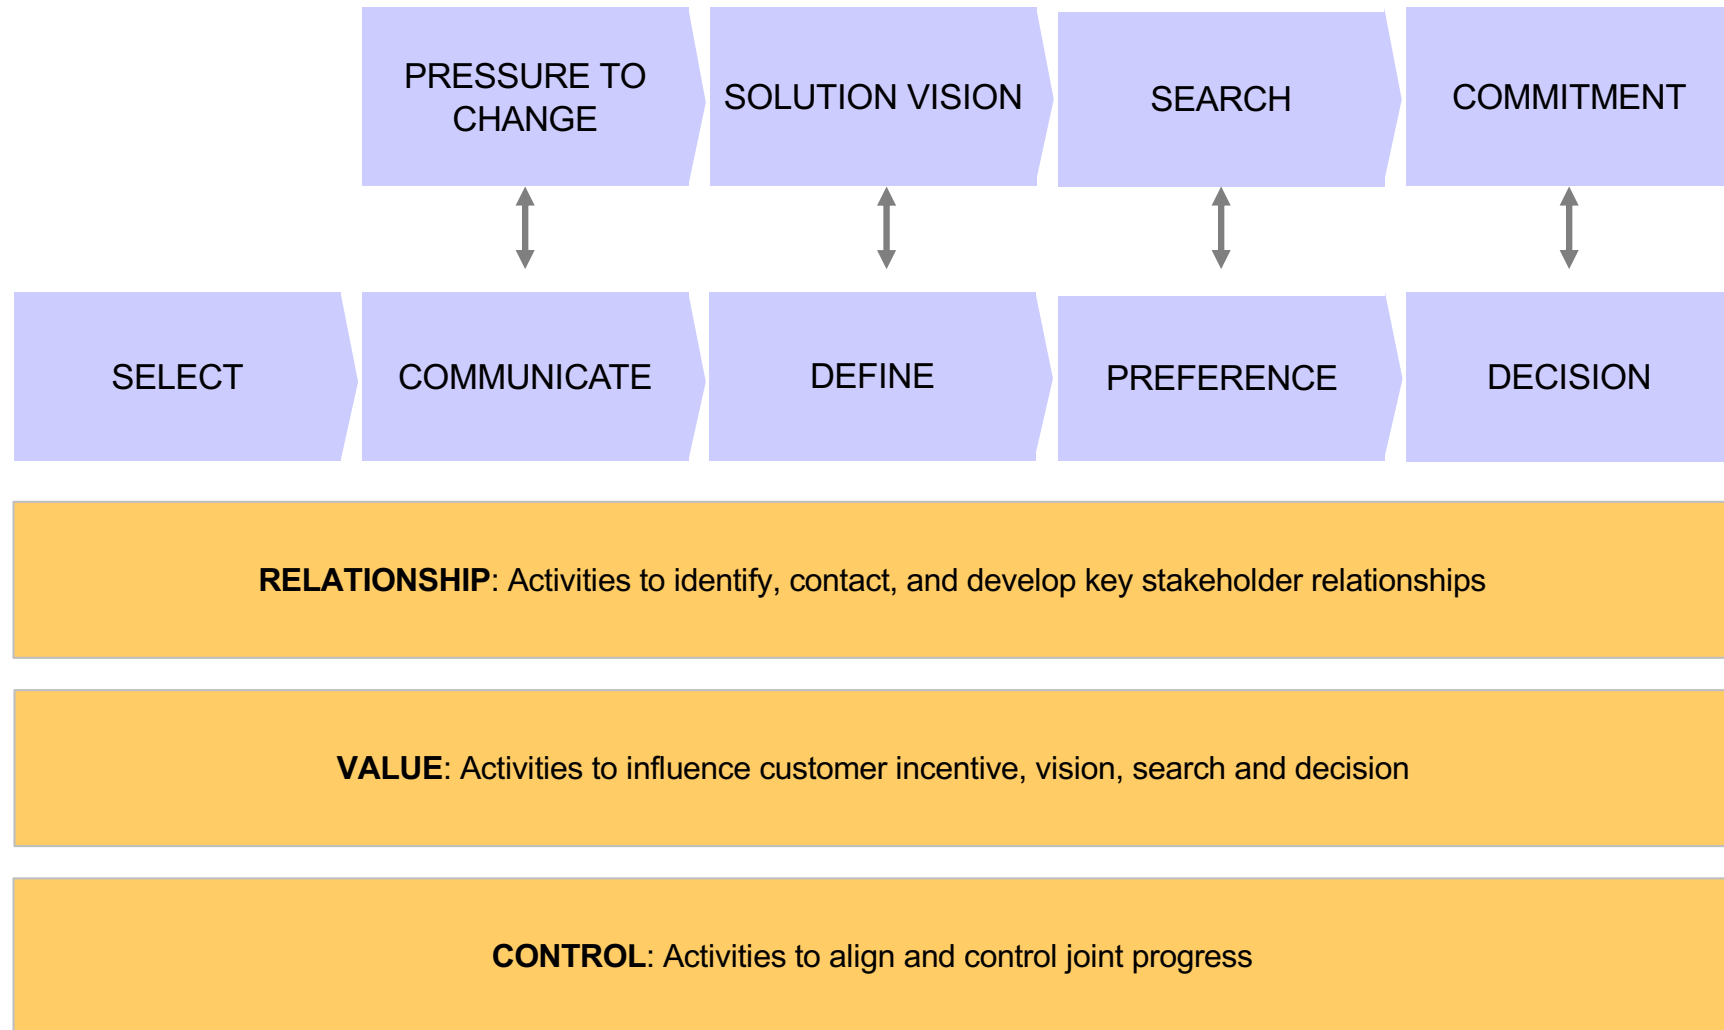 PRESSURE TO
CHANGE
SOLUTION VISION
SEARCH
COMMITMENT
SELECT
COMMUNICATE
DEFINE
PREFERENCE
DECISION
RELATIONSHIP: Activities to identify, contact, and develop key stakeholder relationships
VALUE: Activities to influence customer incentive, vision, search and decision
CONTROL: Activities to align and control joint progress